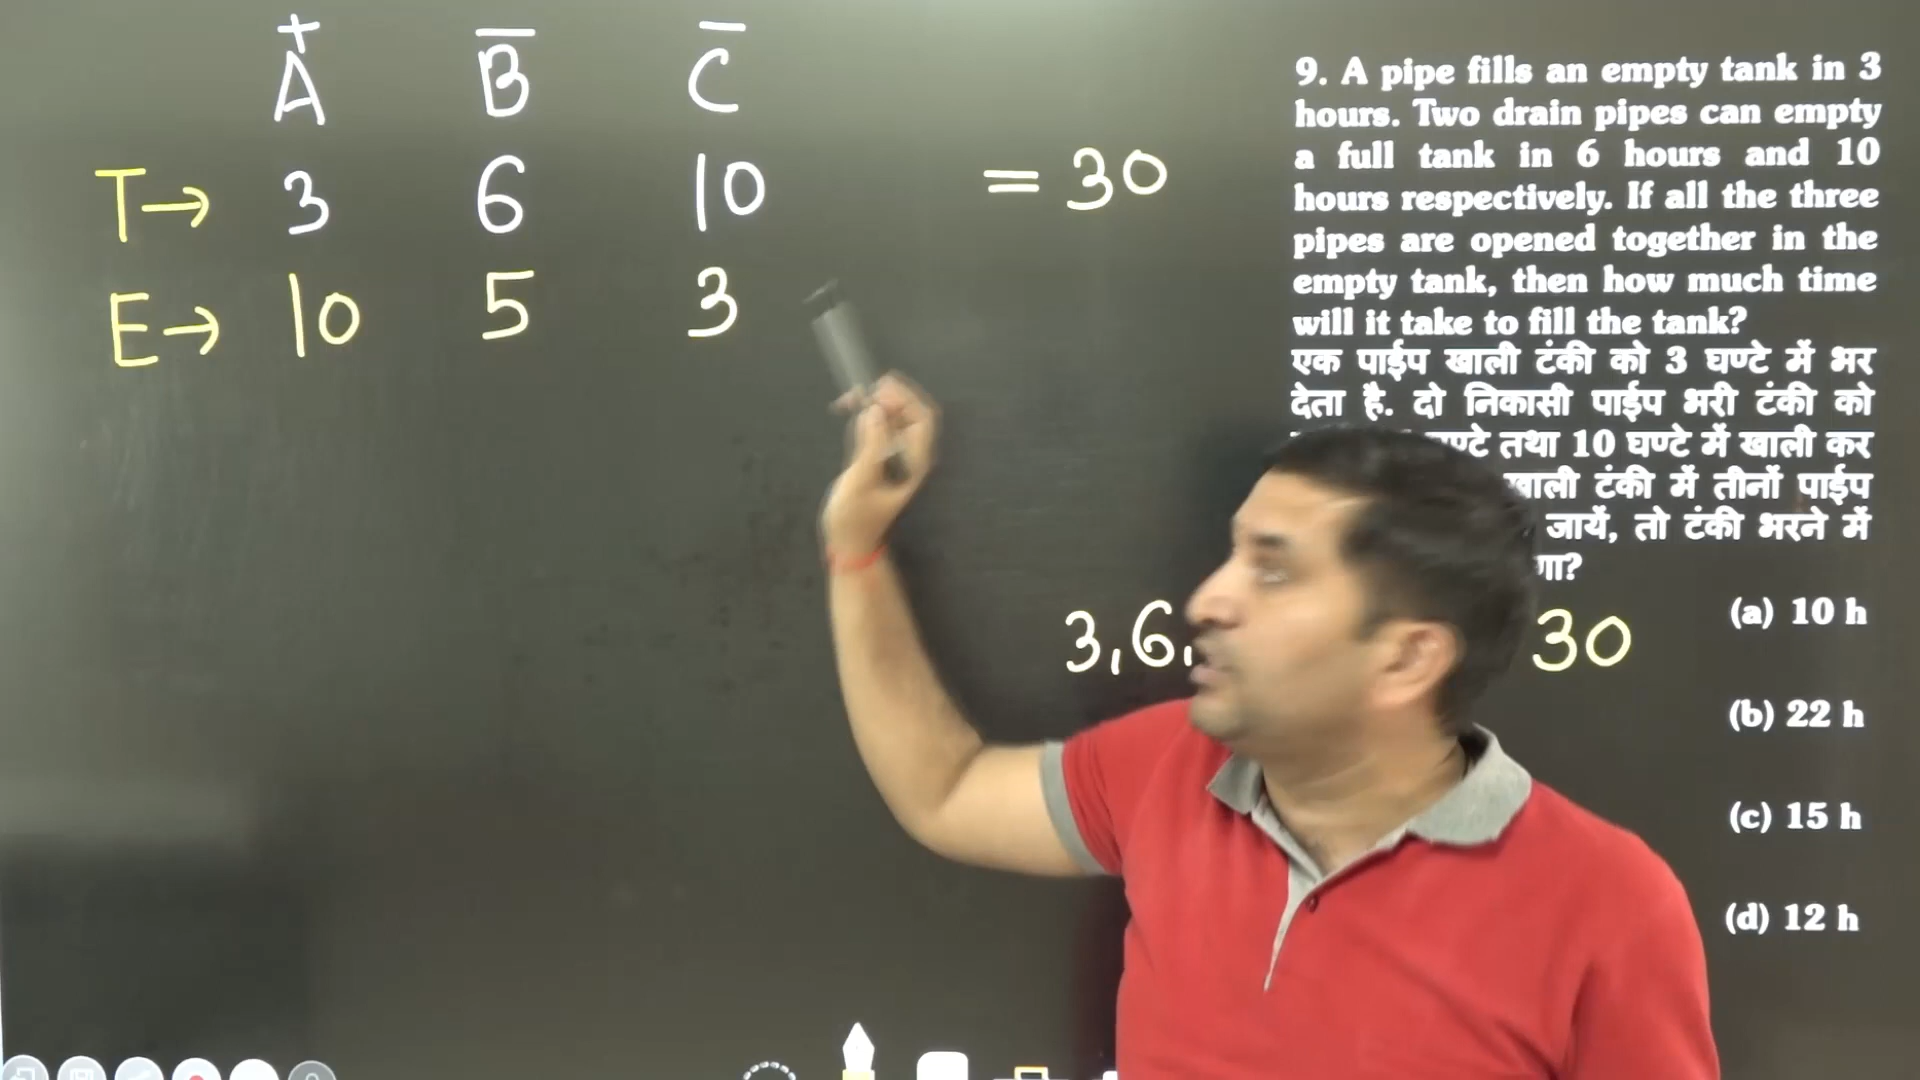 + − −
A B C
T→ 3 6 10 = 30
E→ 10 5 3
9. A pipe fills an empty tank in 3
hours. Two drain pipes can empty
a full tank in 6 hours and 10
hours respectively. If all the three
pipes are opened together in the
empty tank, then how much time
will it take to fill the tank?
एक पाईप खाली टंकी को 3 घण्टे में भर
देता है. दो निकासी पाईप भरी टंकी को
तथा 10 घण्टे में खाली कर
खाली टंकी में तीनों पाईप
जायें, तो टंकी भरने में
3,6, 30
(a) 10 h
(b) 22 h
(c) 15 h
(d) 12 h